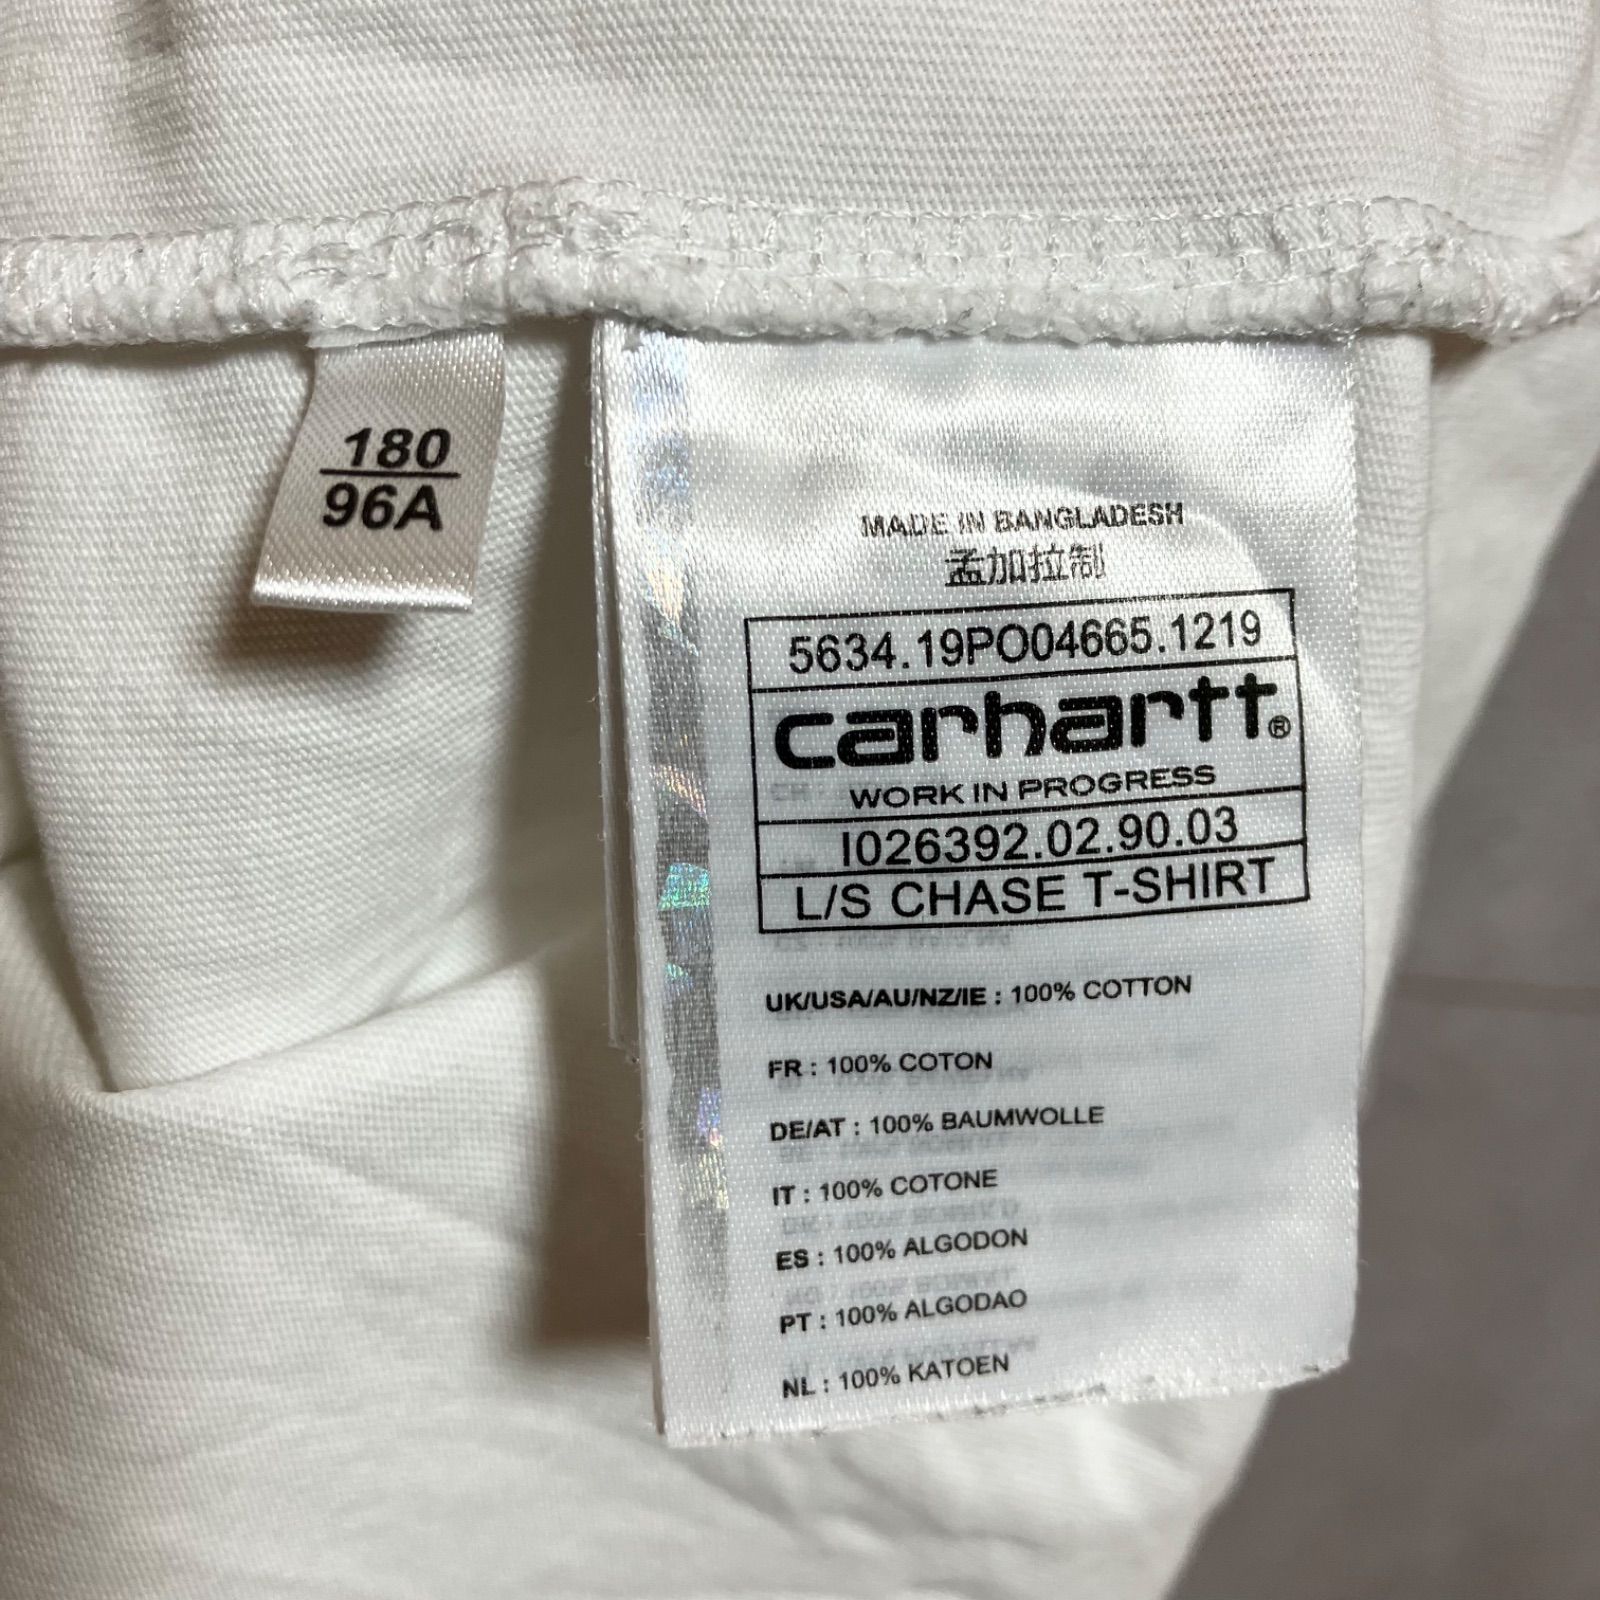 180
96A
MADE IN BANGLADESH
孟加拉制
5634.19PO04665.1219
carhartt®
WORK IN PROGRESS
I026392.02.90.03
L/S CHASE T-SHIRT
UK/USA/AU/NZ/IE : 100% COTTON
FR : 100% COTON
DE/AT : 100% BAUMWOLLE
IT : 100% COTONE
ES : 100% ALGODON
PT : 100% ALGODAO
NL : 100% KATOEN